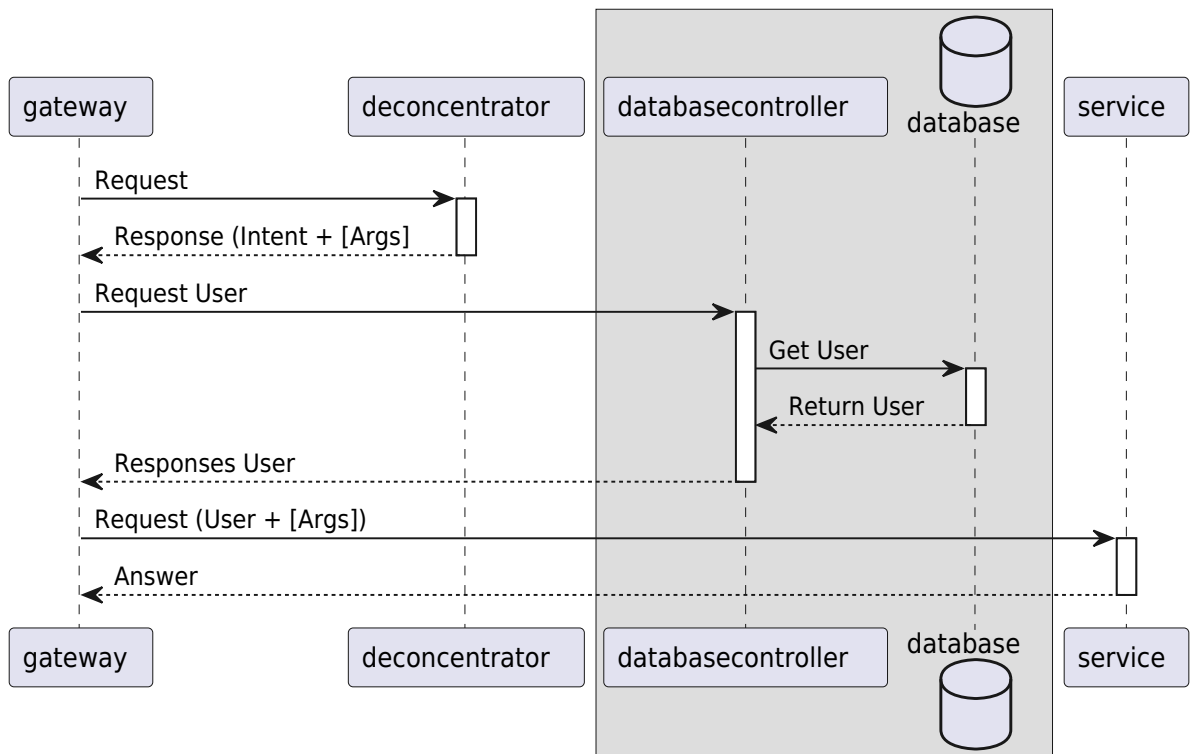 gateway
deconcentrator
databasecontroller
database
service
Request
Response (Intent + [Args]
Request User
Get User
Return User
Responses User
Request (User + [Args])
Answer
gateway
deconcentrator
databasecontroller
database
service